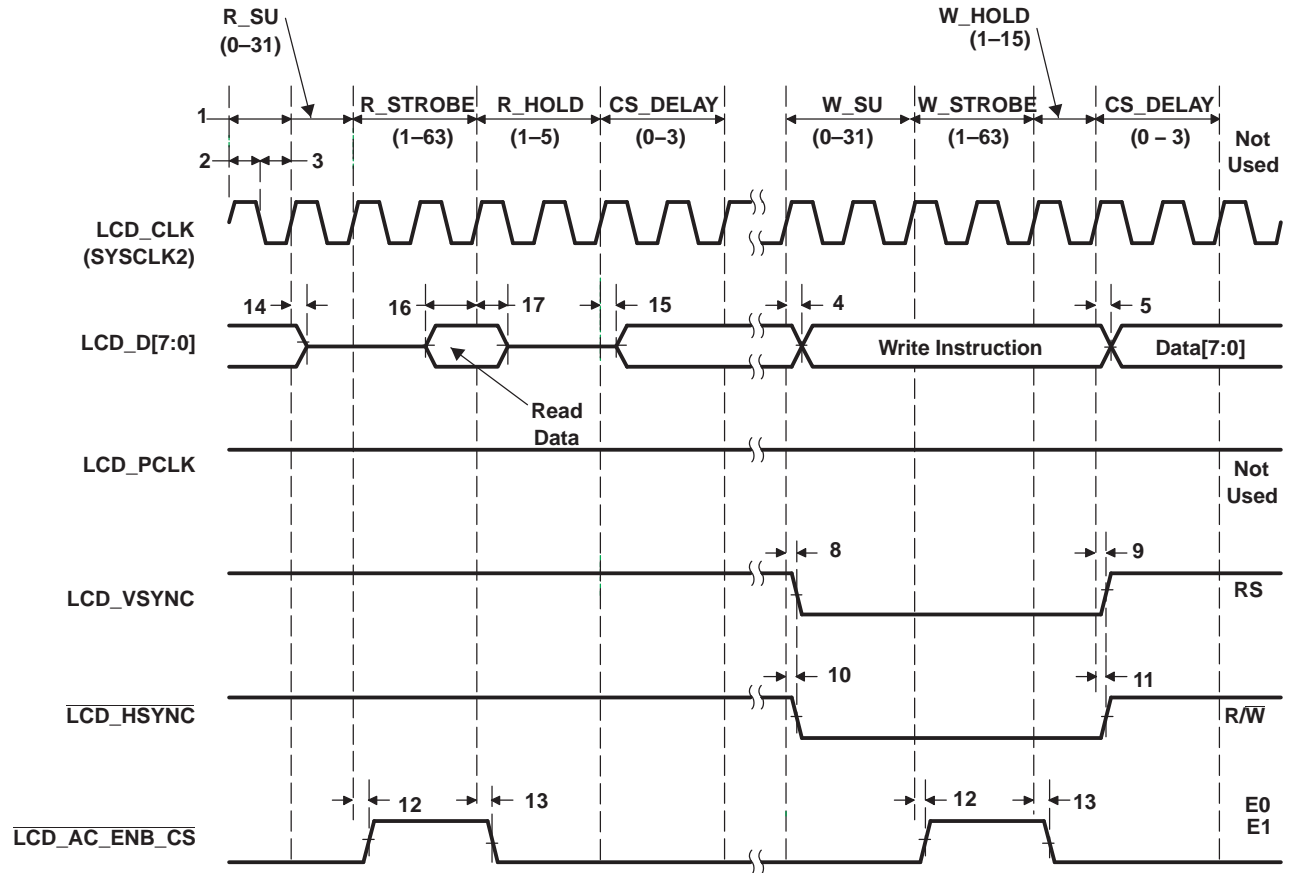 R_SU
(0–31)
W_HOLD
(1–15)
R_STROBE
(1–63)
R_HOLD
(1–5)
CS_DELAY
(0–3)
W_SU
(0–31)
W_STROBE
(1–63)
CS_DELAY
(0 – 3)
Not
Used
1
2
3
LCD_CLK
(SYSCLK2)
14
16
17
15
4
5
LCD_D[7:0]
Write Instruction
Data[7:0]
Read
Data
LCD_PCLK
Not
Used
8
9
LCD_VSYNC
RS
10
11
LCD_HSYNC
R/W
12
13
12
13
E0
E1
LCD_AC_ENB_CS